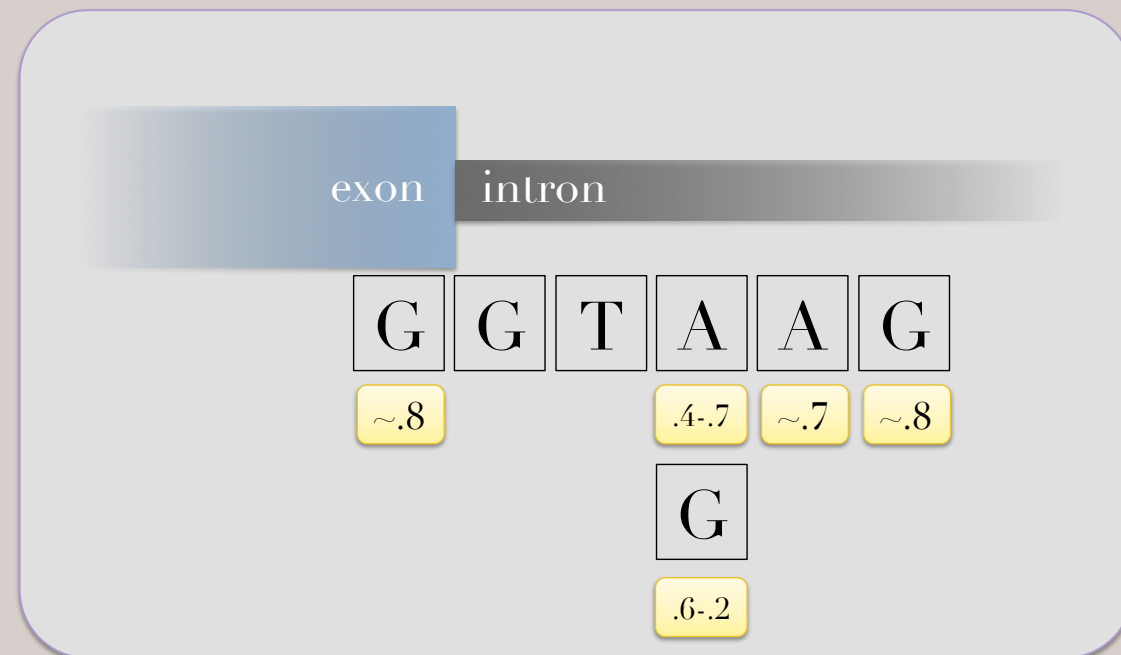 exon intron
G G T A A G
~.8 .4-.7 ~.7 ~.8
G
.6-.2